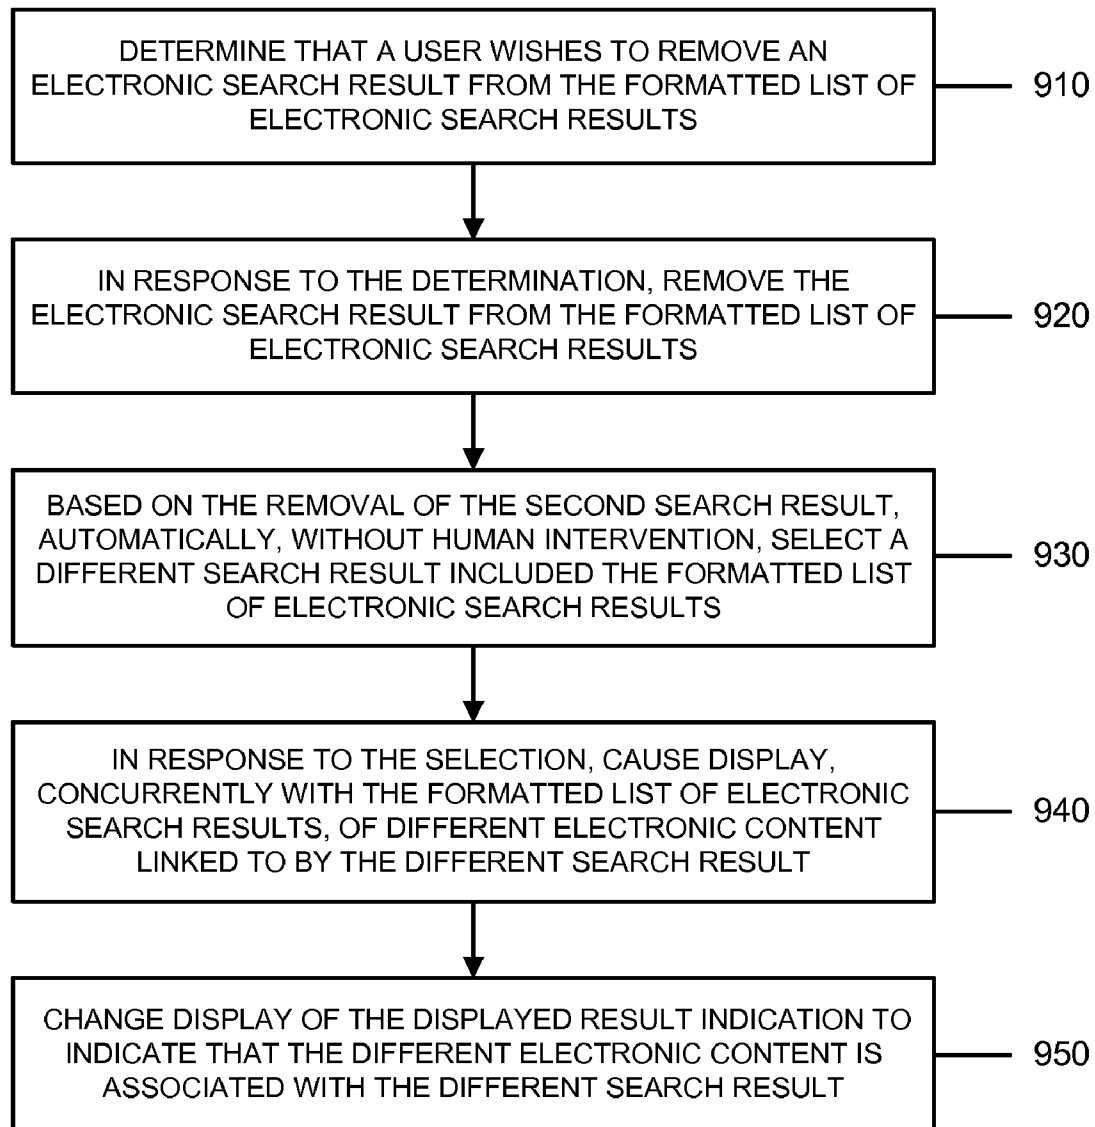 DETERMINE THAT A USER WISHES TO REMOVE AN
ELECTRONIC SEARCH RESULT FROM THE FORMATTED LIST OF
ELECTRONIC SEARCH RESULTS
910
IN RESPONSE TO THE DETERMINATION, REMOVE THE
ELECTRONIC SEARCH RESULT FROM THE FORMATTED LIST OF
ELECTRONIC SEARCH RESULTS
920
BASED ON THE REMOVAL OF THE SECOND SEARCH RESULT,
AUTOMATICALLY, WITHOUT HUMAN INTERVENTION, SELECT A
DIFFERENT SEARCH RESULT INCLUDED THE FORMATTED LIST
OF ELECTRONIC SEARCH RESULTS
930
IN RESPONSE TO THE SELECTION, CAUSE DISPLAY,
CONCURRENTLY WITH THE FORMATTED LIST OF ELECTRONIC
SEARCH RESULTS, OF DIFFERENT ELECTRONIC CONTENT
LINKED TO BY THE DIFFERENT SEARCH RESULT
940
CHANGE DISPLAY OF THE DISPLAYED RESULT INDICATION TO
INDICATE THAT THE DIFFERENT ELECTRONIC CONTENT IS
ASSOCIATED WITH THE DIFFERENT SEARCH RESULT
950